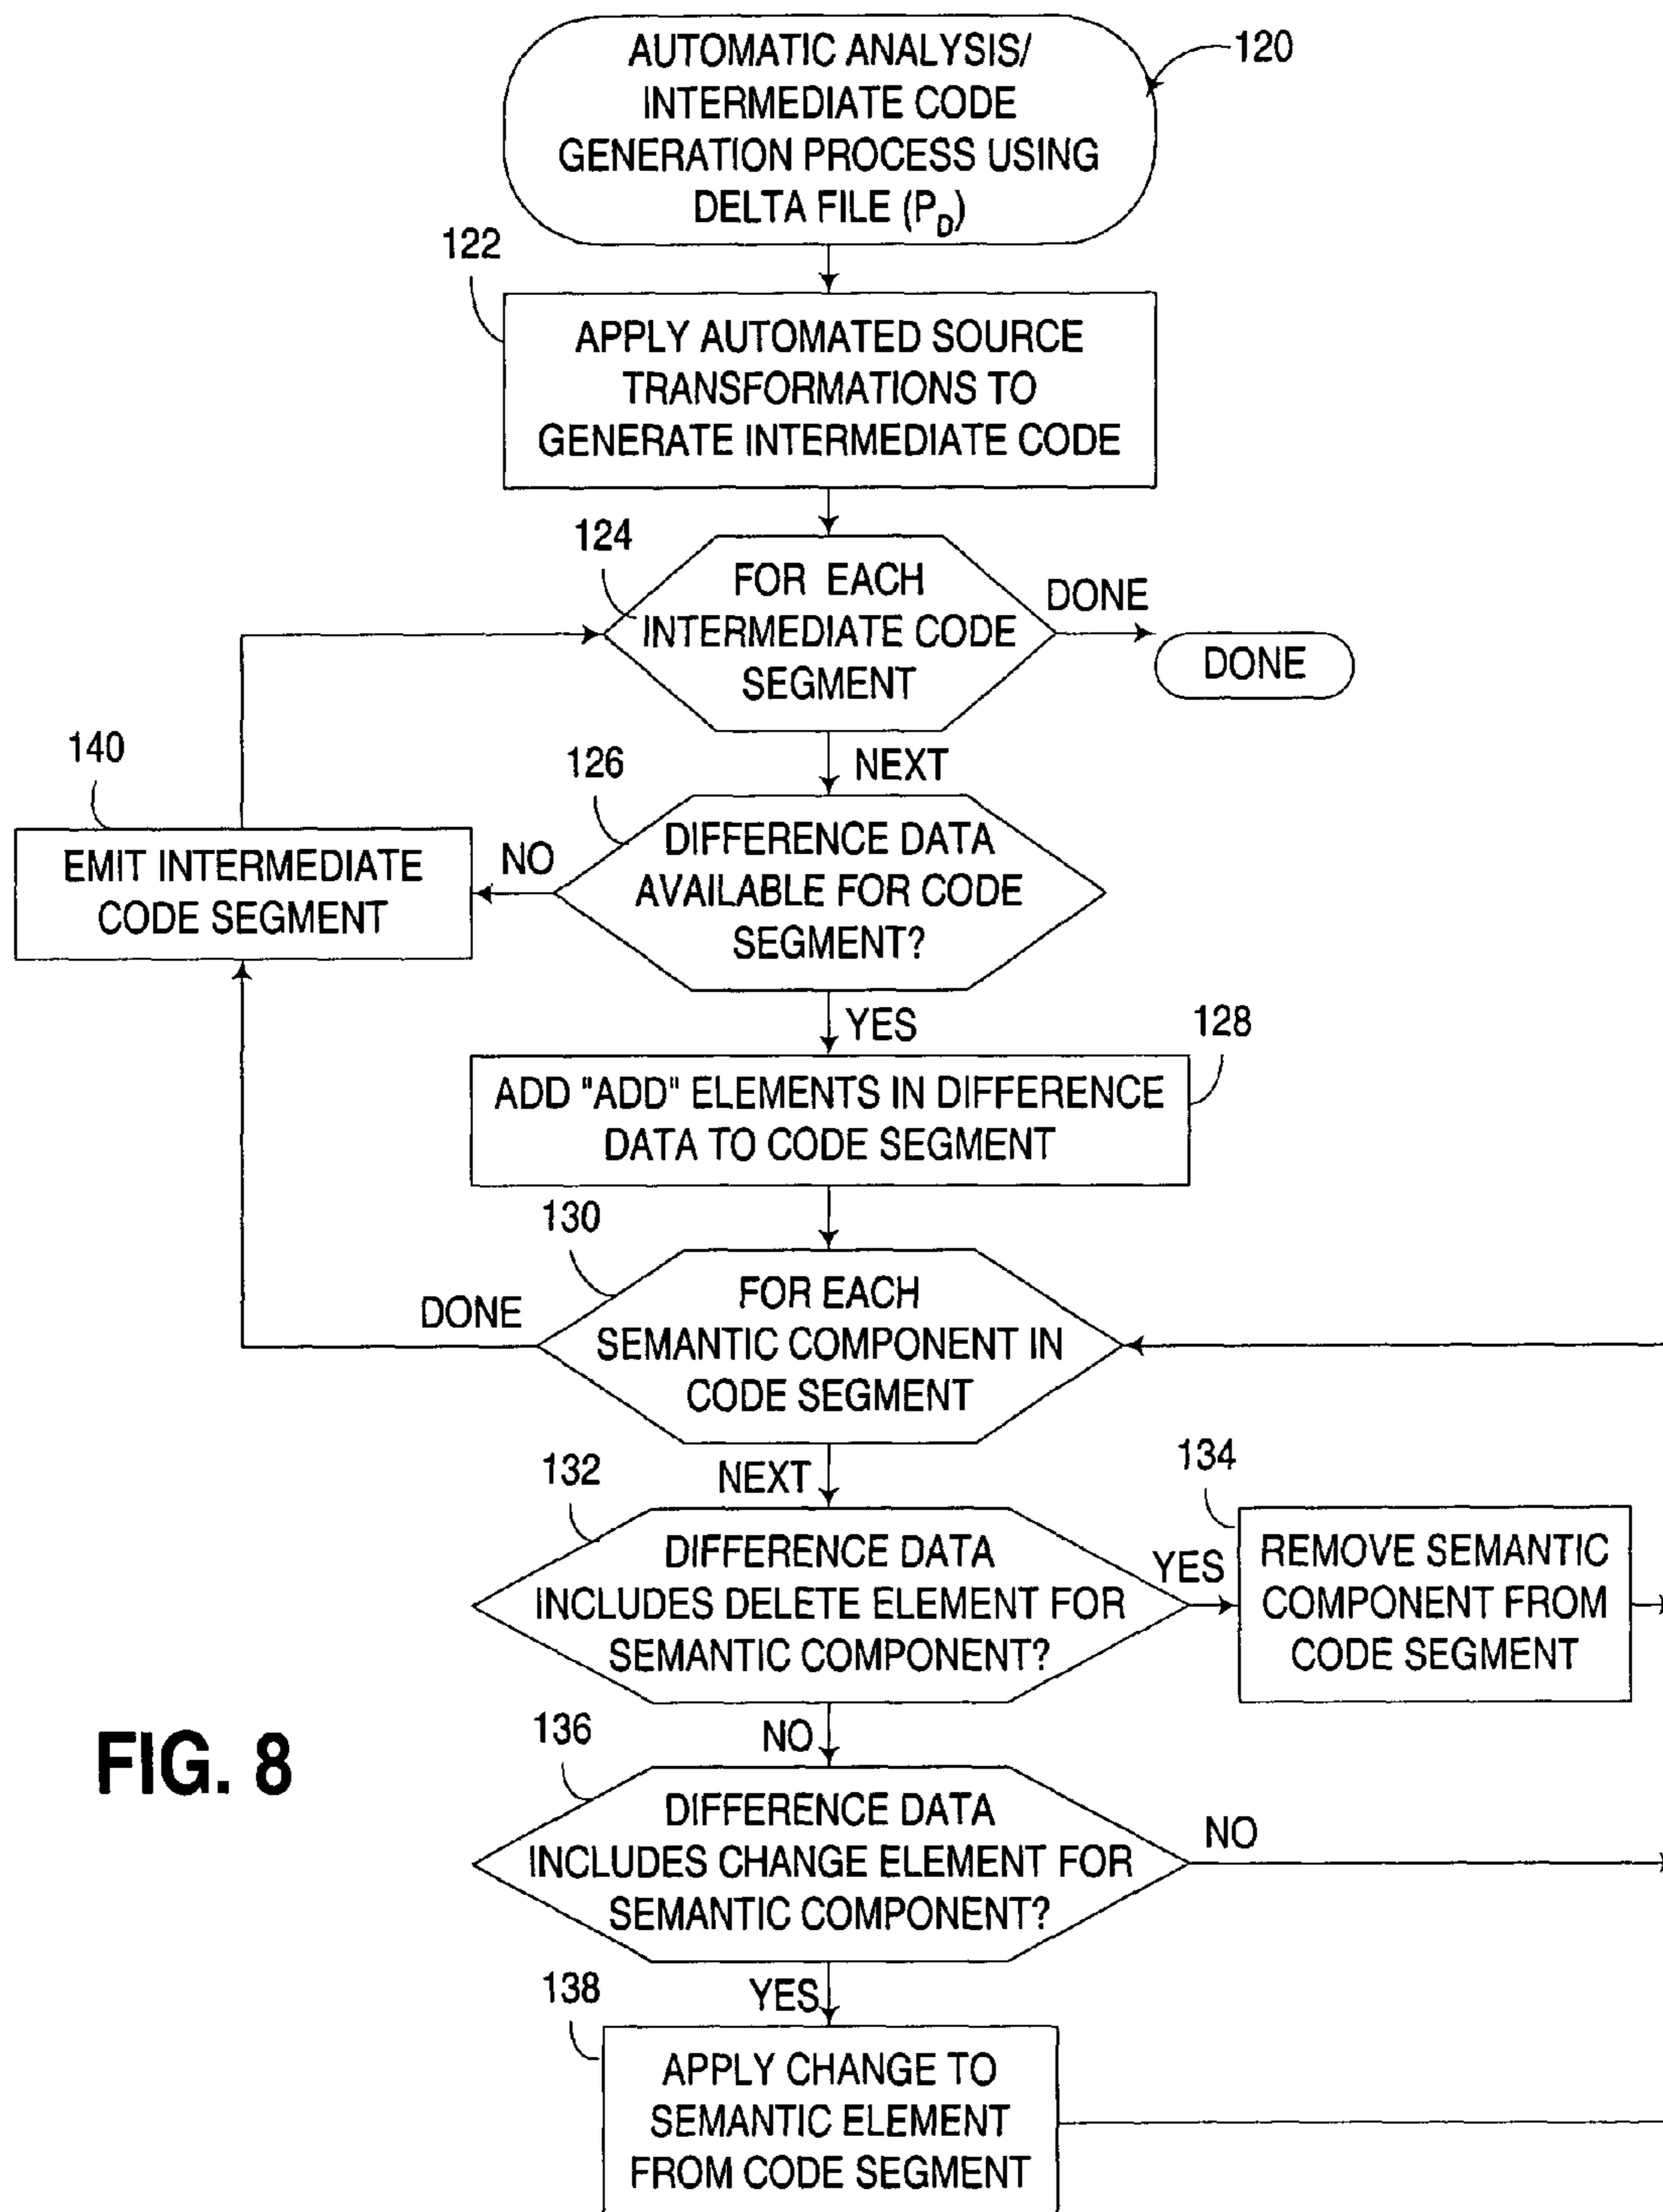 AUTOMATIC ANALYSIS/
INTERMEDIATE CODE
GENERATION PROCESS USING
DELTA FILE (PD)
120
122
APPLY AUTOMATED SOURCE
TRANSFORMATIONS TO
GENERATE INTERMEDIATE CODE
124
FOR EACH
INTERMEDIATE CODE
SEGMENT
DONE
DONE
NEXT
140
EMIT INTERMEDIATE
CODE SEGMENT
NO
126
DIFFERENCE DATA
AVAILABLE FOR CODE
SEGMENT?
YES
128
ADD "ADD" ELEMENTS IN DIFFERENCE
DATA TO CODE SEGMENT
130
DONE
FOR EACH
SEMANTIC COMPONENT IN
CODE SEGMENT
NEXT
132
DIFFERENCE DATA
INCLUDES DELETE ELEMENT FOR
SEMANTIC COMPONENT?
YES
134
REMOVE SEMANTIC
COMPONENT FROM
CODE SEGMENT
NO
FIG. 8
136
DIFFERENCE DATA
INCLUDES CHANGE ELEMENT FOR
SEMANTIC COMPONENT?
NO
YES
138
APPLY CHANGE TO
SEMANTIC ELEMENT
FROM CODE SEGMENT